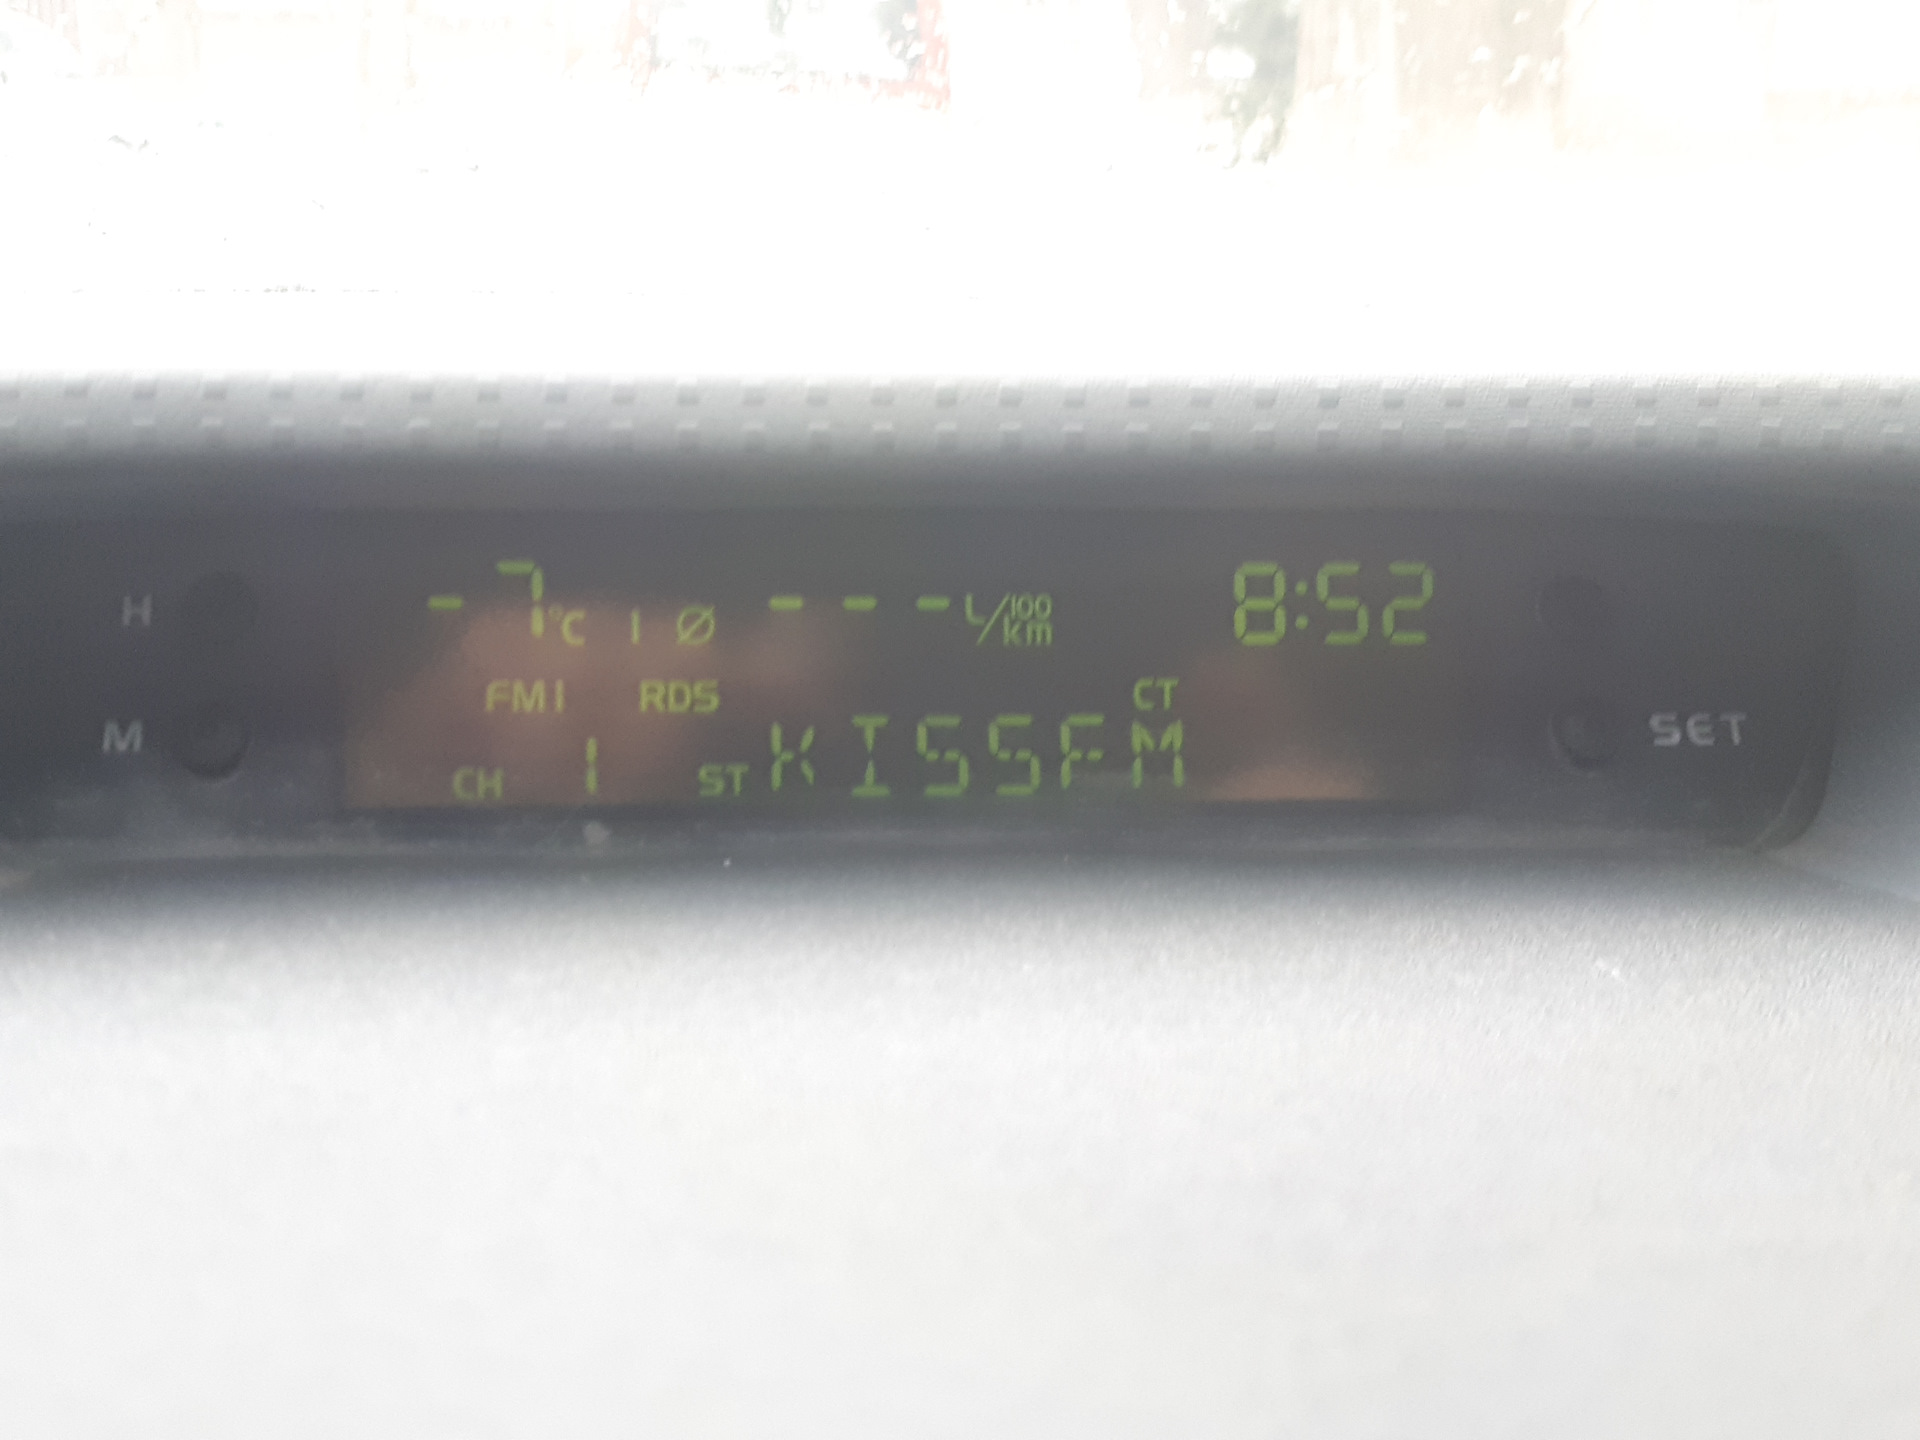 H -7°C 1 Ø --- L/100 km 8:52
FM1 RDS CT
M CH 1 ST KISSFM SET